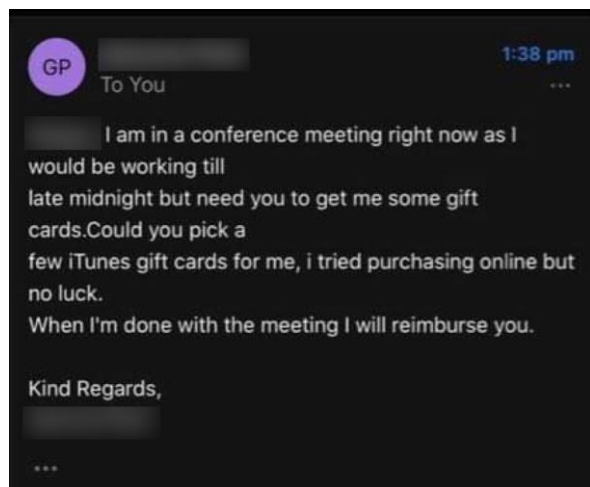 GP
1:38 pm
To You
...
I am in a conference meeting right now as I
would be working till
late midnight but need you to get me some gift
cards.Could you pick a
few iTunes gift cards for me, i tried purchasing online but
no luck.
When I'm done with the meeting I will reimburse you.
Kind Regards,
...